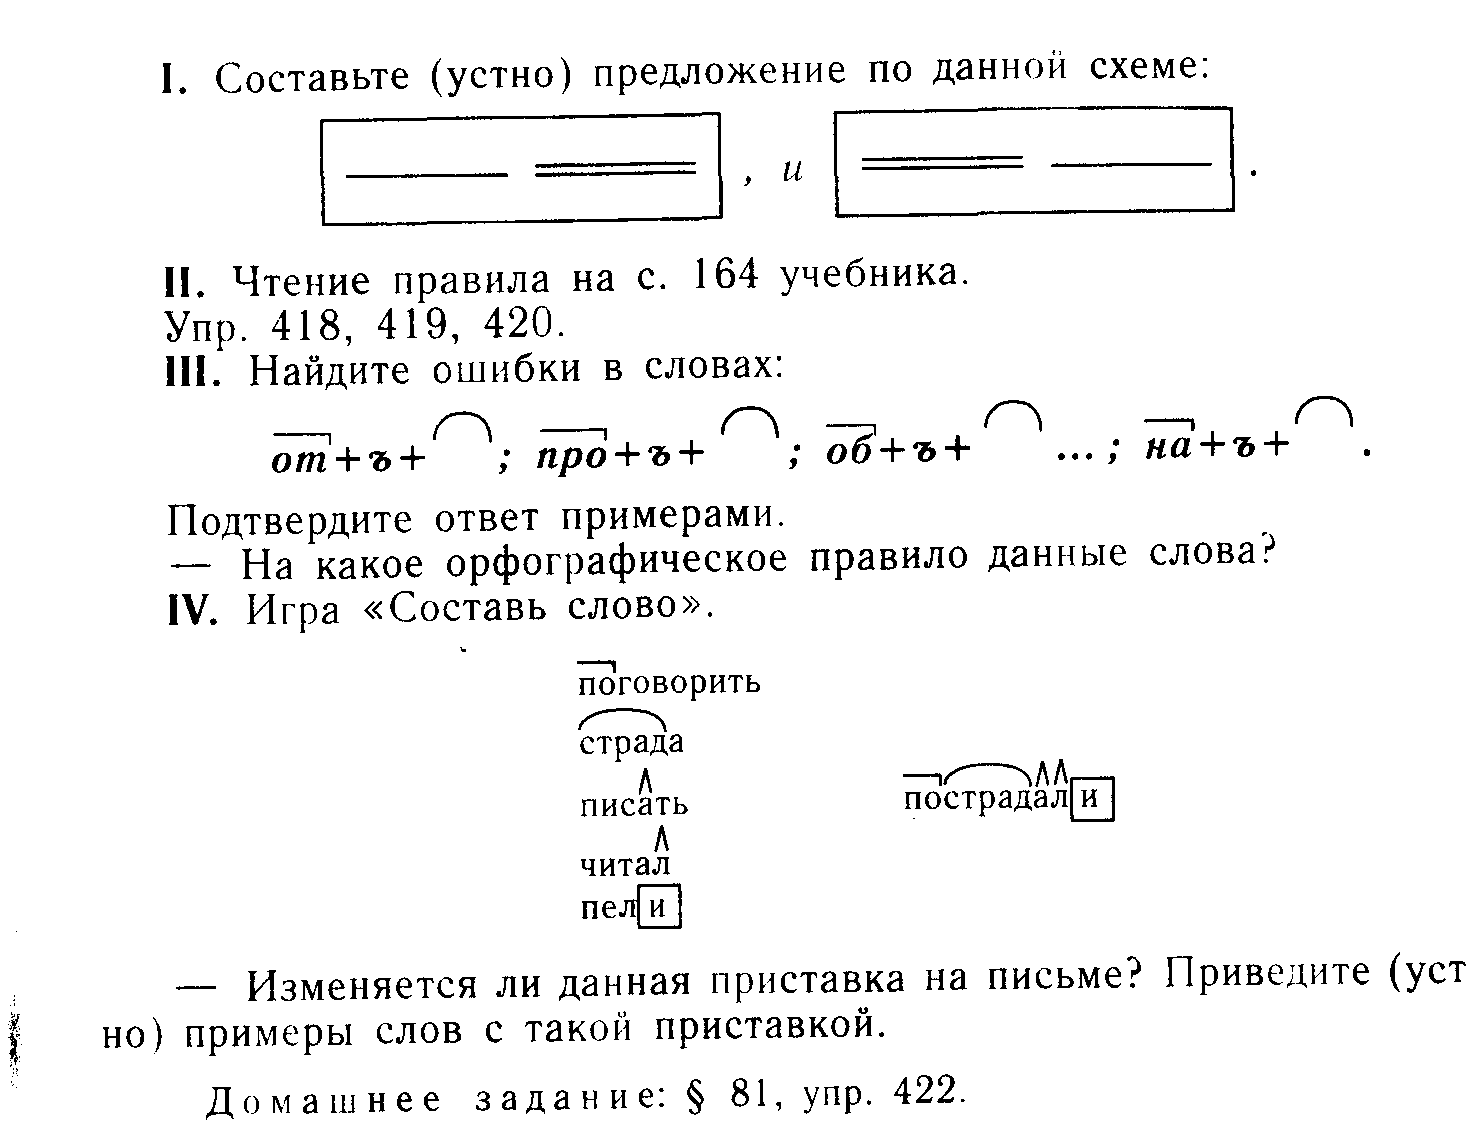 I. Составьте (устно) предложение по данной схеме:
, и .
II. Чтение правила на с. 164 учебника.
Упр. 418, 419, 420.
III. Найдите ошибки в словах:
от+ъ+ ; про+ъ+ ; об+ъ+ ...; на+ъ+ .
Подтвердите ответ примерами.
— На какое орфографическое правило данные слова?
IV. Игра «Составь слово».
поговорить
страда
писать
пострадали
читал
пели
— Изменяется ли данная приставка на письме? Приведите (уст
но) примеры слов с такой приставкой.
Домашнее задание: § 81, упр. 422.